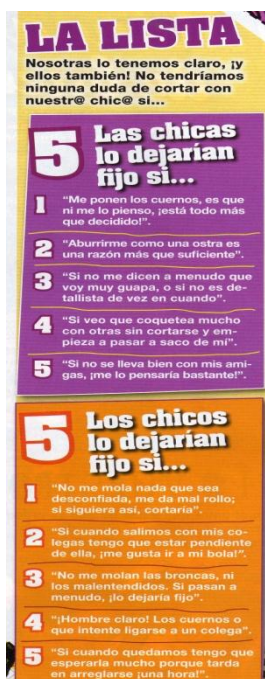 LA LISTA
Nosotras lo tenemos claro, ¡y
ellos también! No tendríamos
ninguna duda de cortar con
nuestr@ chic@ si...
5 Las chicas
lo dejarían
fijo si...
1 "Me ponen los cuernos, es que
ni me lo pienso, ¡está todo más
que decidido!".
2 "Aburrirme como una ostra es
una razón más que suficiente".
3 "Si no me dicen a menudo que
voy muy guapa, o si no es de-
tallista de vez en cuando".
4 "Si veo que coquetea mucho
con otras sin cortarse y em-
pieza a pasar a saco de mí".
5 "Si no se lleva bien con mis ami-
gas, ¡me lo pensaría bastante!".
5 Los chicos
lo dejarían
fijo si...
1 "No me mola nada que sea
desconfiada, me da mal rollo;
si siguiera así, cortaría".
2 "Si cuando salimos con mis co-
legas tengo que estar pendiente
de ella, ¡me gusta ir a mi bola!".
3 "No me molan las broncas, ni
los malentendidos. Si pasan a
menudo, ¡lo dejaría fijo!".
4 "¡Hombre claro! Los cuernos o
que intente ligarse a un colega".
5 "Si cuando quedamos tengo que
esperarla mucho porque tarda
en arreglarse ¡una hora!".